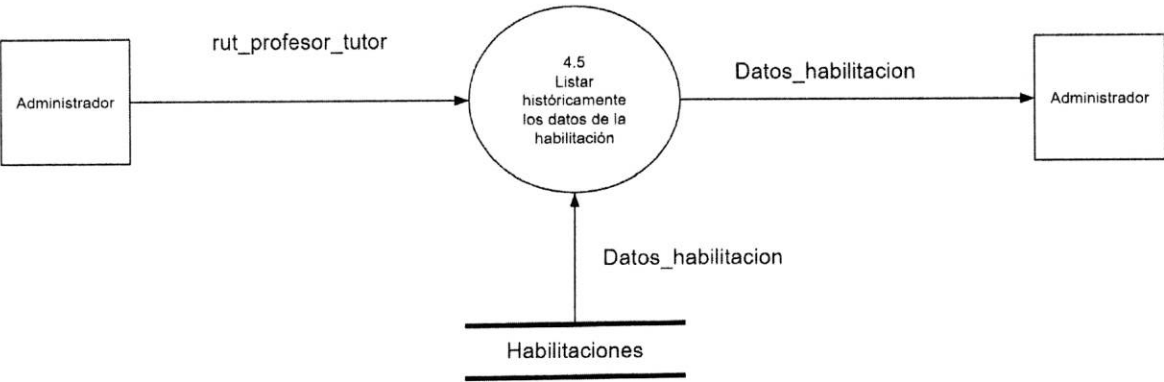 rut_profesor_tutor
Administrador
4.5
Listar
históricamente
los datos de la
habilitación
Datos_habilitacion
Administrador
Datos_habilitacion
Habilitaciones